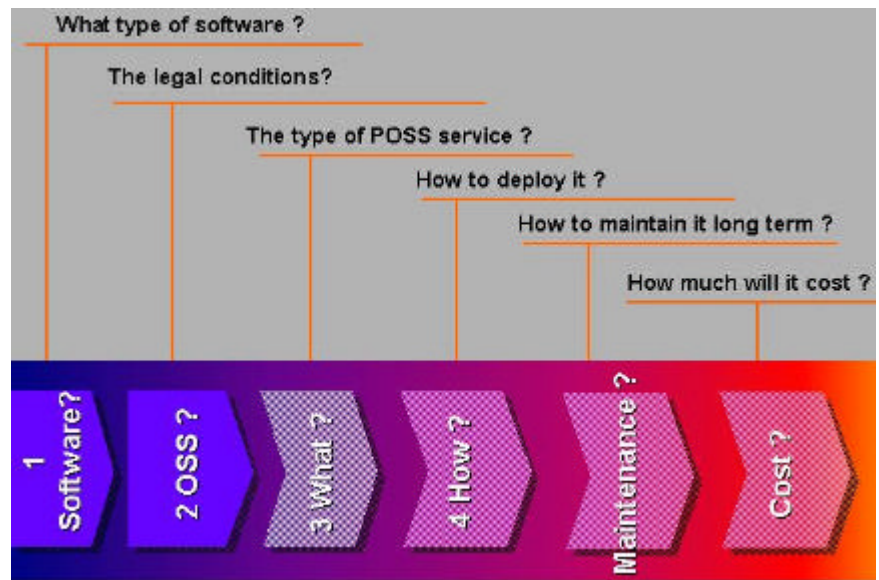 What type of software ?
The legal conditions?
The type of POSS service ?
How to deploy it ?
How to maintain it long term ?
How much will it cost ?
1
Software?
2 OSS ?
3 What ?
4 How ?
Maintenance ?
Cost ?